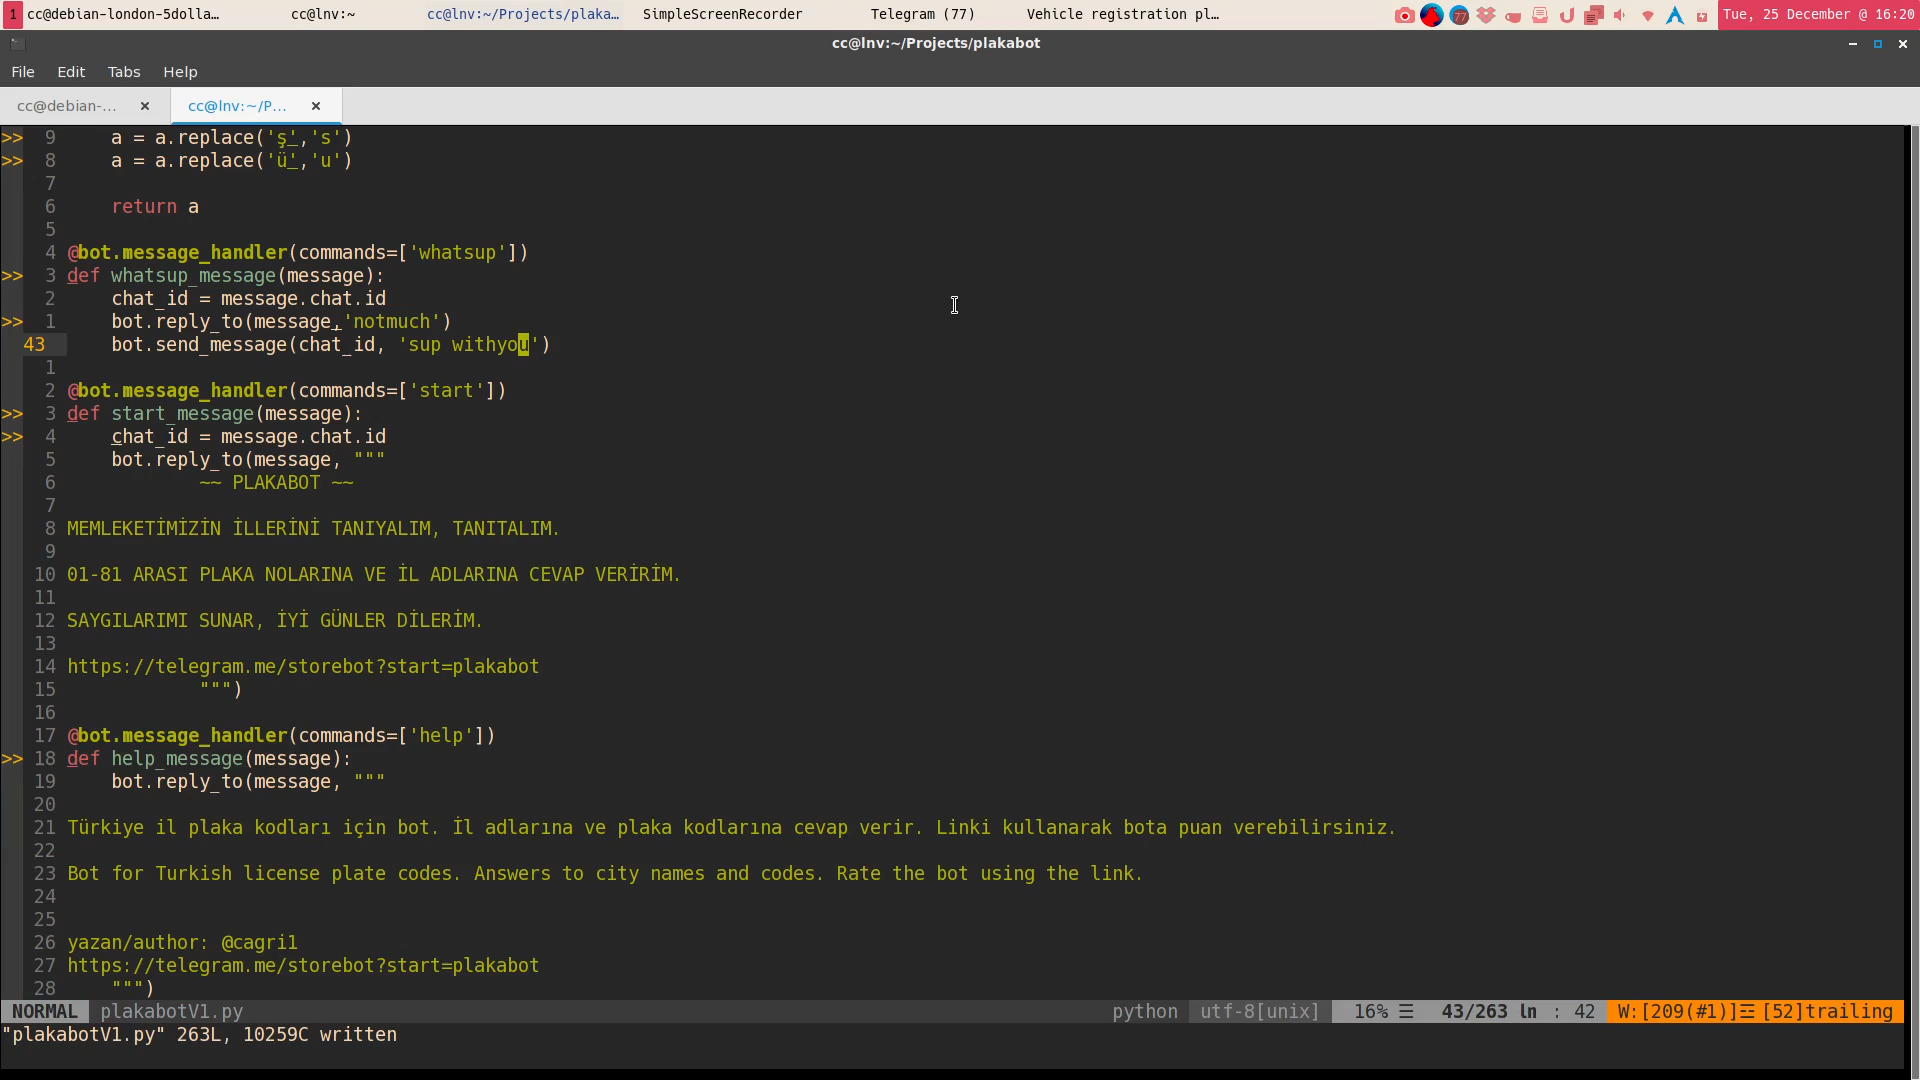 1 cc@debian-london-5dolla… cc@lnv:~ cc@lnv:~/Projects/plaka… SimpleScreenRecorder Telegram (77) Vehicle registration pl… 77 Tue, 25 December @ 16:20
cc@lnv:~/Projects/plakabot
File Edit Tabs Help
cc@debian-… × cc@lnv:~/P… ×
>> 9     a = a.replace('ş','s')
>> 8     a = a.replace('ü','u')
7
6     return a
5
4 @bot.message_handler(commands=['whatsup'])
>> 3 def whatsup_message(message):
2     chat_id = message.chat.id
>> 1     bot.reply_to(message,'notmuch')
43     bot.send_message(chat_id, 'sup withyou')
1
2 @bot.message_handler(commands=['start'])
>> 3 def start_message(message):
>> 4     chat_id = message.chat.id
5     bot.reply_to(message, """
6             ~~ PLAKABOT ~~
7
8 MEMLEKETİMİZİN İLLERİNİ TANIYALIM, TANITALIM.
9
10 01-81 ARASI PLAKA NOLARINA VE İL ADLARINA CEVAP VERİRİM.
11
12 SAYGILARIMI SUNAR, İYİ GÜNLER DİLERİM.
13
14 https://telegram.me/storebot?start=plakabot
15             """)
16
17 @bot.message_handler(commands=['help'])
>> 18 def help_message(message):
19     bot.reply_to(message, """
20
21 Türkiye il plaka kodları için bot. İl adlarına ve plaka kodlarına cevap verir. Linki kullanarak bota puan verebilirsiniz.
22
23 Bot for Turkish license plate codes. Answers to city names and codes. Rate the bot using the link.
24
25
26 yazan/author: @cagri1
27 https://telegram.me/storebot?start=plakabot
28     """)
NORMAL plakabotV1.py python utf-8[unix] 16% ☰ 43/263 ln : 42 W:[209(#1)]☲ [52]trailing
"plakabotV1.py" 263L, 10259C written